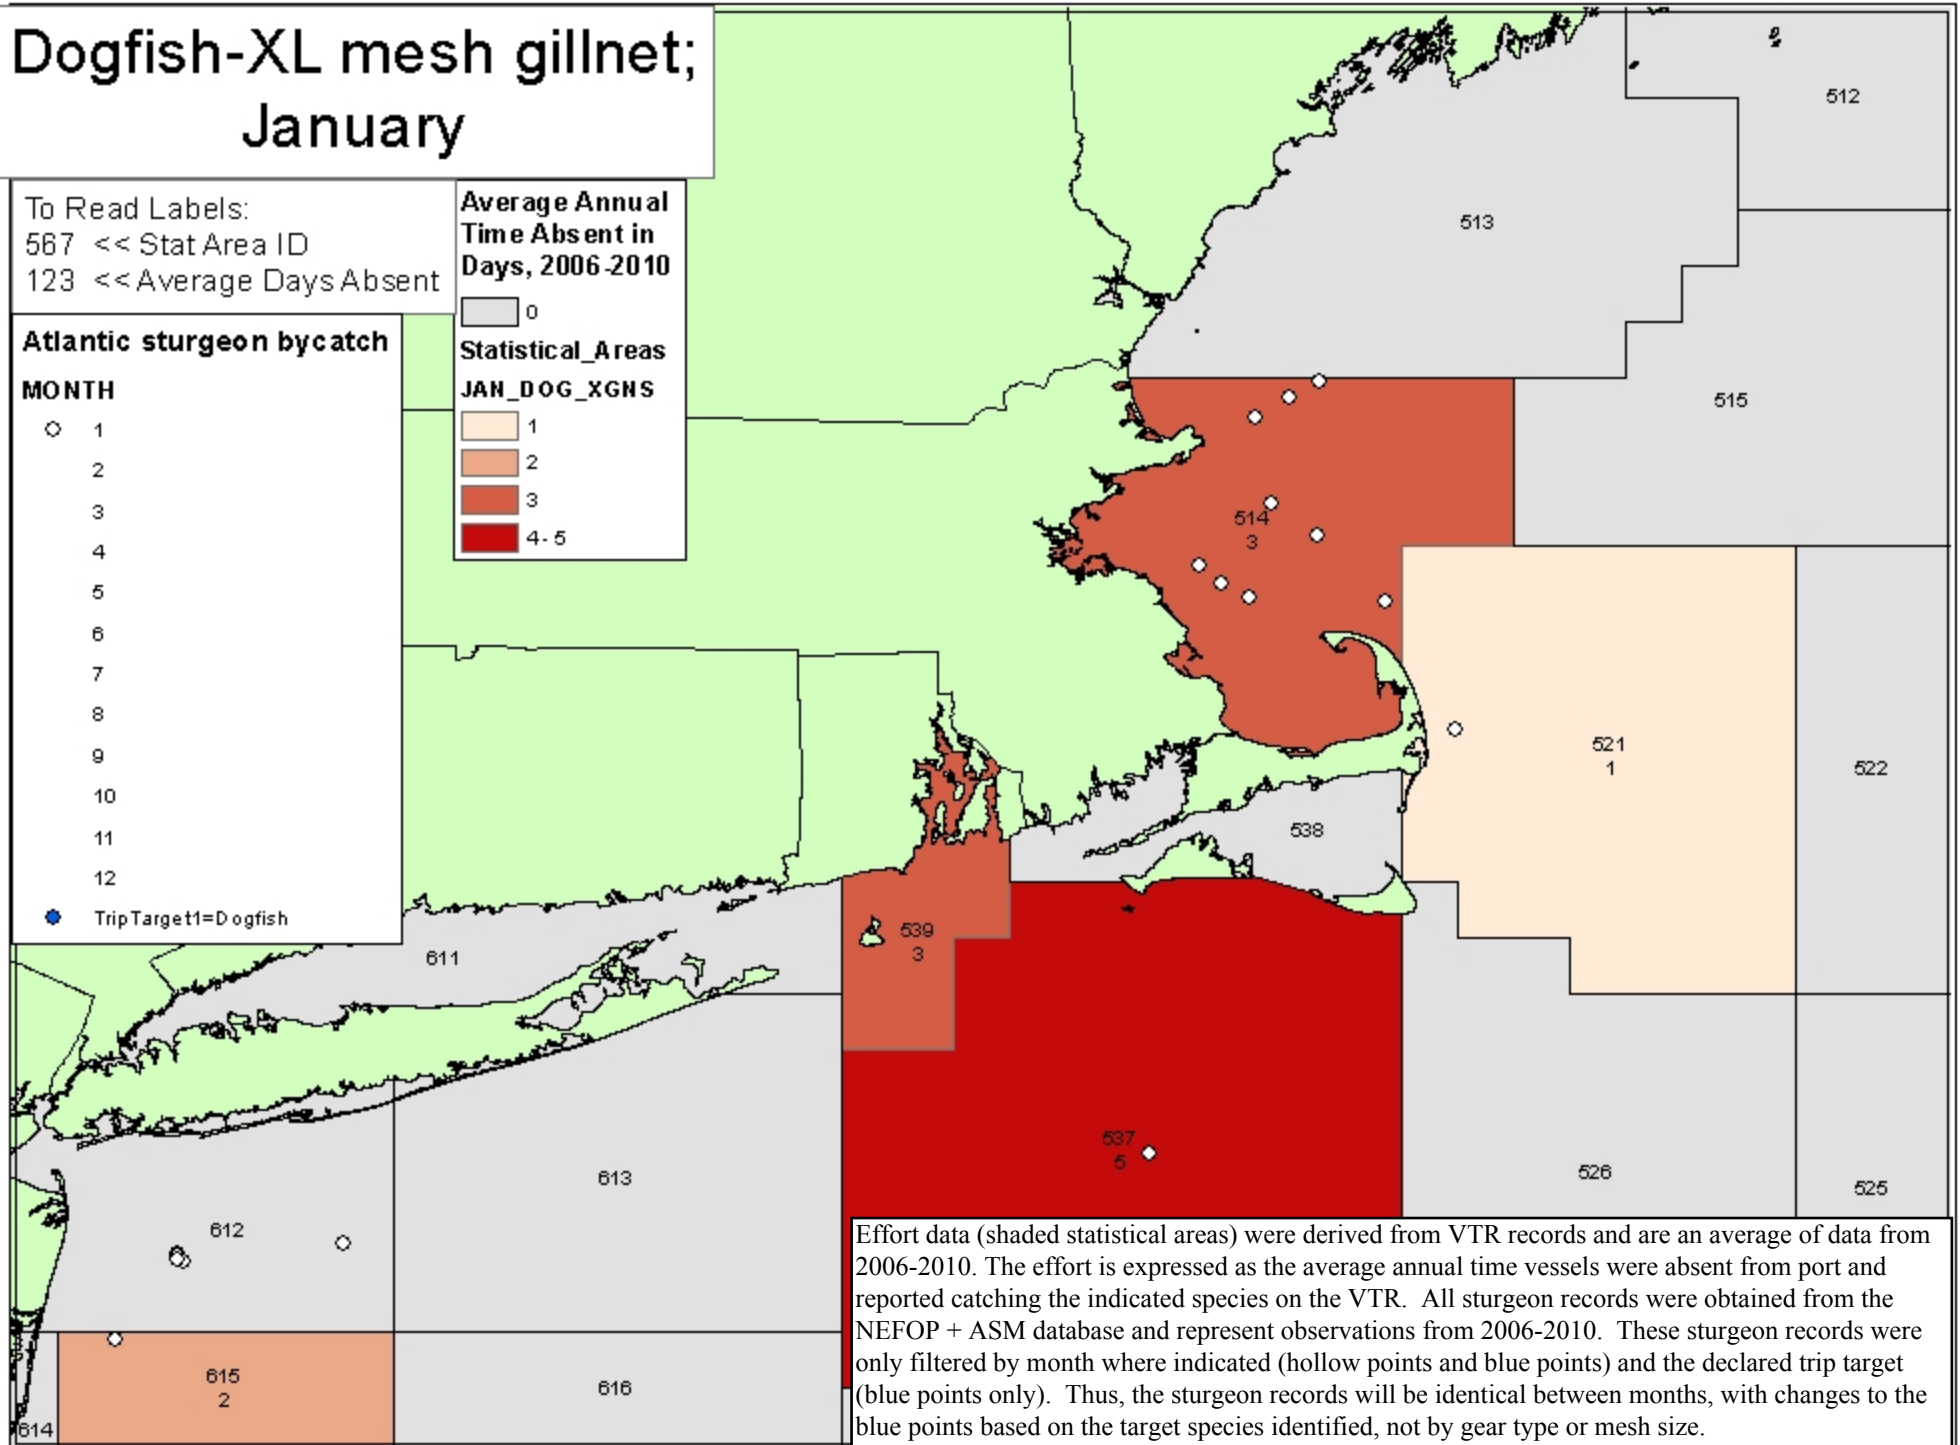 Dogfish-XL mesh gillnet;
January
To Read Labels:
567 << Stat Area ID
123 << Average Days Absent
Average Annual
Time Absent in
Days, 2006-2010
0
Statistical_Areas
JAN_DOG_XGNS
1
2
3
4-5
Atlantic sturgeon bycatch
MONTH
1
2
3
4
5
6
7
8
9
10
11
12
TripTarget1=Dogfish
512
513
515
514
3
521
1
522
538
539
3
611
537
5
526
525
613
612
615
2
616
614
Effort data (shaded statistical areas) were derived from VTR records and are an average of data from
2006-2010. The effort is expressed as the average annual time vessels were absent from port and
reported catching the indicated species on the VTR.  All sturgeon records were obtained from the
NEFOP + ASM database and represent observations from 2006-2010.  These sturgeon records were
only filtered by month where indicated (hollow points and blue points) and the declared trip target
(blue points only).  Thus, the sturgeon records will be identical between months, with changes to the
blue points based on the target species identified, not by gear type or mesh size.